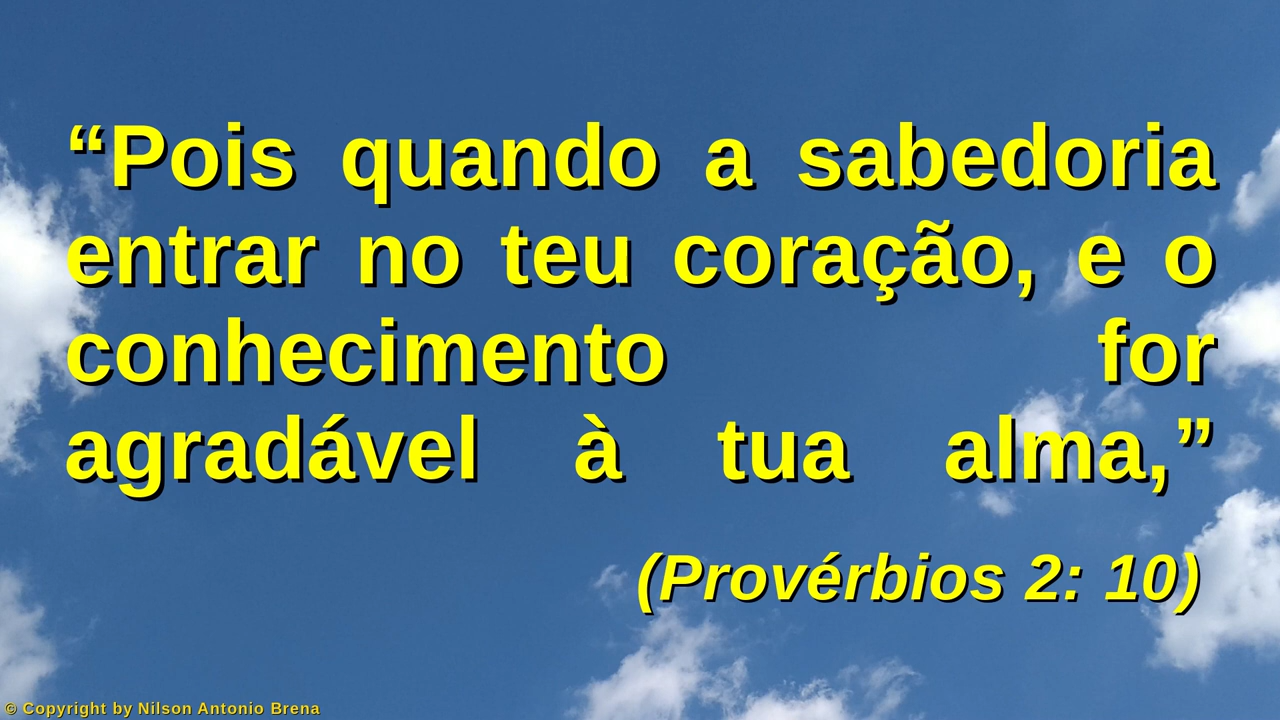 “Pois quando a sabedoria
entrar no teu coração, e o
conhecimento for
agradável à tua alma,”
(Provérbios 2: 10)
© Copyright by Nilson Antonio Brena